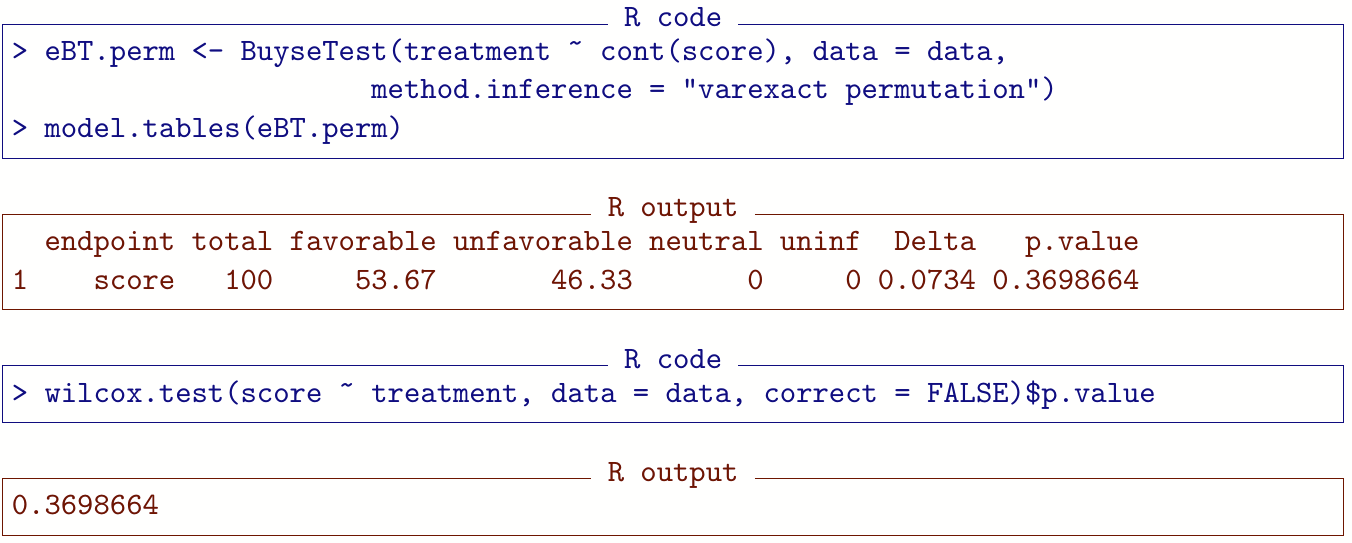 R code
> eBT.perm <- BuyseTest(treatment ~ cont(score), data = data,
method.inference = "varexact permutation")
> model.tables(eBT.perm)
R output
endpoint total favorable unfavorable neutral uninf Delta p.value
1 score 100 53.67 46.33 0 0 0.0734 0.3698664
R code
> wilcox.test(score ~ treatment, data = data, correct = FALSE)$p.value
R output
0.3698664